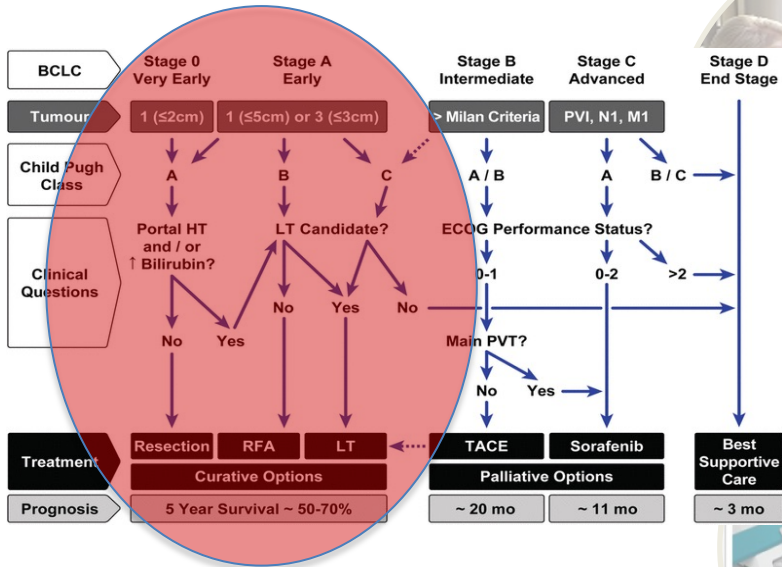 BCLC
Stage 0
Very Early
Stage A
Early
Stage B
Intermediate
Stage C
Advanced
Stage D
End Stage
Tumour
1 (≤2cm)
1 (≤5cm) or 3 (≤3cm)
> Milan Criteria
PVI, N1, M1
Child Pugh
Class
A
B
C
A / B
A
B / C
Clinical
Questions
Portal HT
and / or
↑ Bilirubin?
LT Candidate?
ECOG Performance Status?
0-1
0-2
>2
No
Yes
No
Yes
No
Main PVT?
No
Yes
Treatment
Resection
RFA
LT
TACE
Sorafenib
Best
Supportive
Care
Curative Options
Palliative Options
Prognosis
5 Year Survival ~ 50-70%
~ 20 mo
~ 11 mo
~ 3 mo